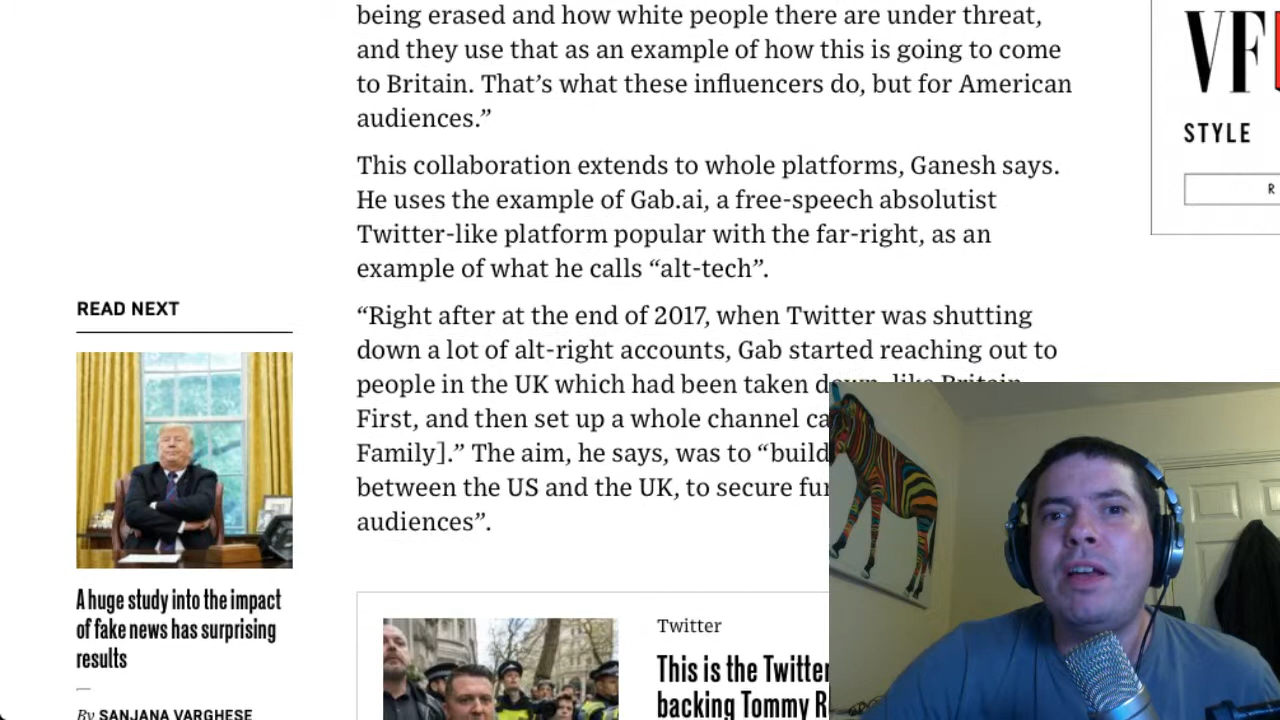 being erased and how white people there are under threat,
and they use that as an example of how this is going to come
to Britain. That’s what these influencers do, but for American
audiences.”
This collaboration extends to whole platforms, Ganesh says.
He uses the example of Gab.ai, a free-speech absolutist
Twitter-like platform popular with the far-right, as an
example of what he calls “alt-tech”.
“Right after at the end of 2017, when Twitter was shutting
down a lot of alt-right accounts, Gab started reaching out to
people in the UK which had been taken down, like Britain
First, and then set up a whole channel ca
Family].” The aim, he says, was to “build
between the US and the UK, to secure fur
audiences”.
READ NEXT
A huge study into the impact
of fake news has surprising
results
By SANJANA VARGHESE
Twitter
This is the Twitter
backing Tommy R
VF
STYLE
R